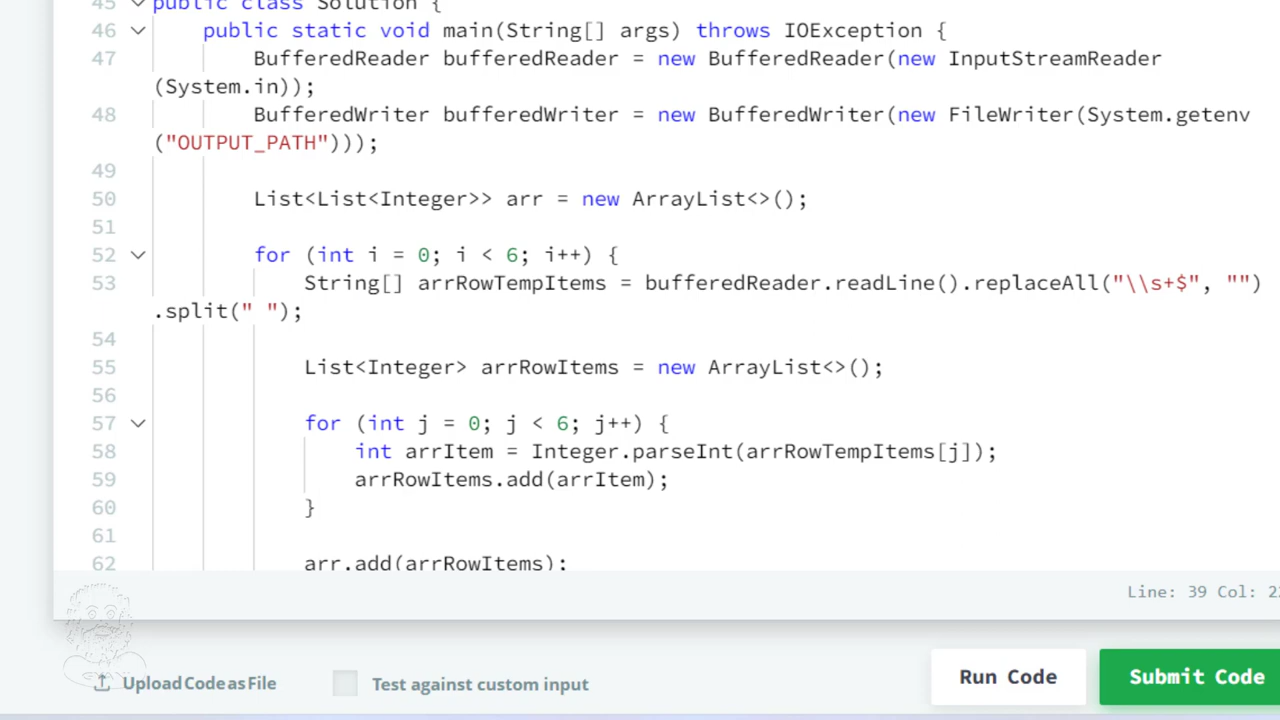 45 public class Solution {
46 public static void main(String[] args) throws IOException {
47 BufferedReader bufferedReader = new BufferedReader(new InputStreamReader
(System.in));
48 BufferedWriter bufferedWriter = new BufferedWriter(new FileWriter(System.getenv
("OUTPUT_PATH")));
49
50 List<List<Integer>> arr = new ArrayList<>();
51
52 for (int i = 0; i < 6; i++) {
53 String[] arrRowTempItems = bufferedReader.readLine().replaceAll("\\s+$", "")
.split(" ");
54
55 List<Integer> arrRowItems = new ArrayList<>();
56
57 for (int j = 0; j < 6; j++) {
58 int arrItem = Integer.parseInt(arrRowTempItems[j]);
59 arrRowItems.add(arrItem);
60 }
61
62 arr.add(arrRowItems);
Line: 39 Col:
Upload Code as File
Test against custom input
Run Code
Submit Code